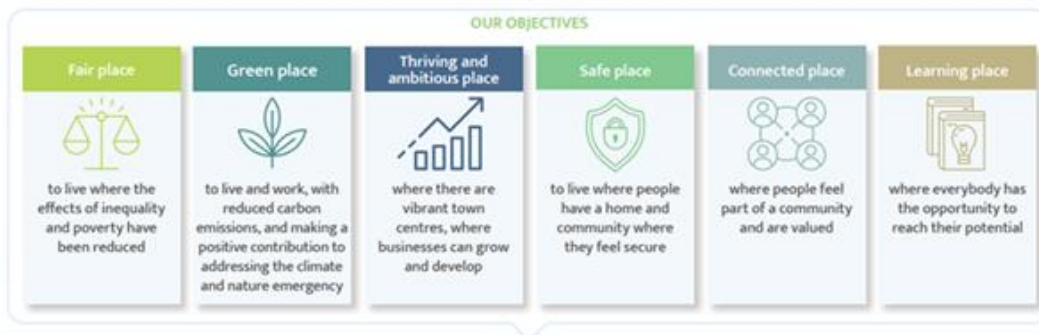 OUR OBJECTIVES
Fair place
to live where the
effects of inequality
and poverty have
been reduced
Green place
to live and work, with
reduced carbon
emissions, and making a
positive contribution to
addressing the climate
and nature emergency
Thriving and
ambitious place
where there are
vibrant town
centres, where
businesses can grow
and develop
Safe place
to live where people
have a home and
community where
they feel secure
Connected place
where people feel
part of a community
and are valued
Learning place
where everybody has
the opportunity to
reach their potential